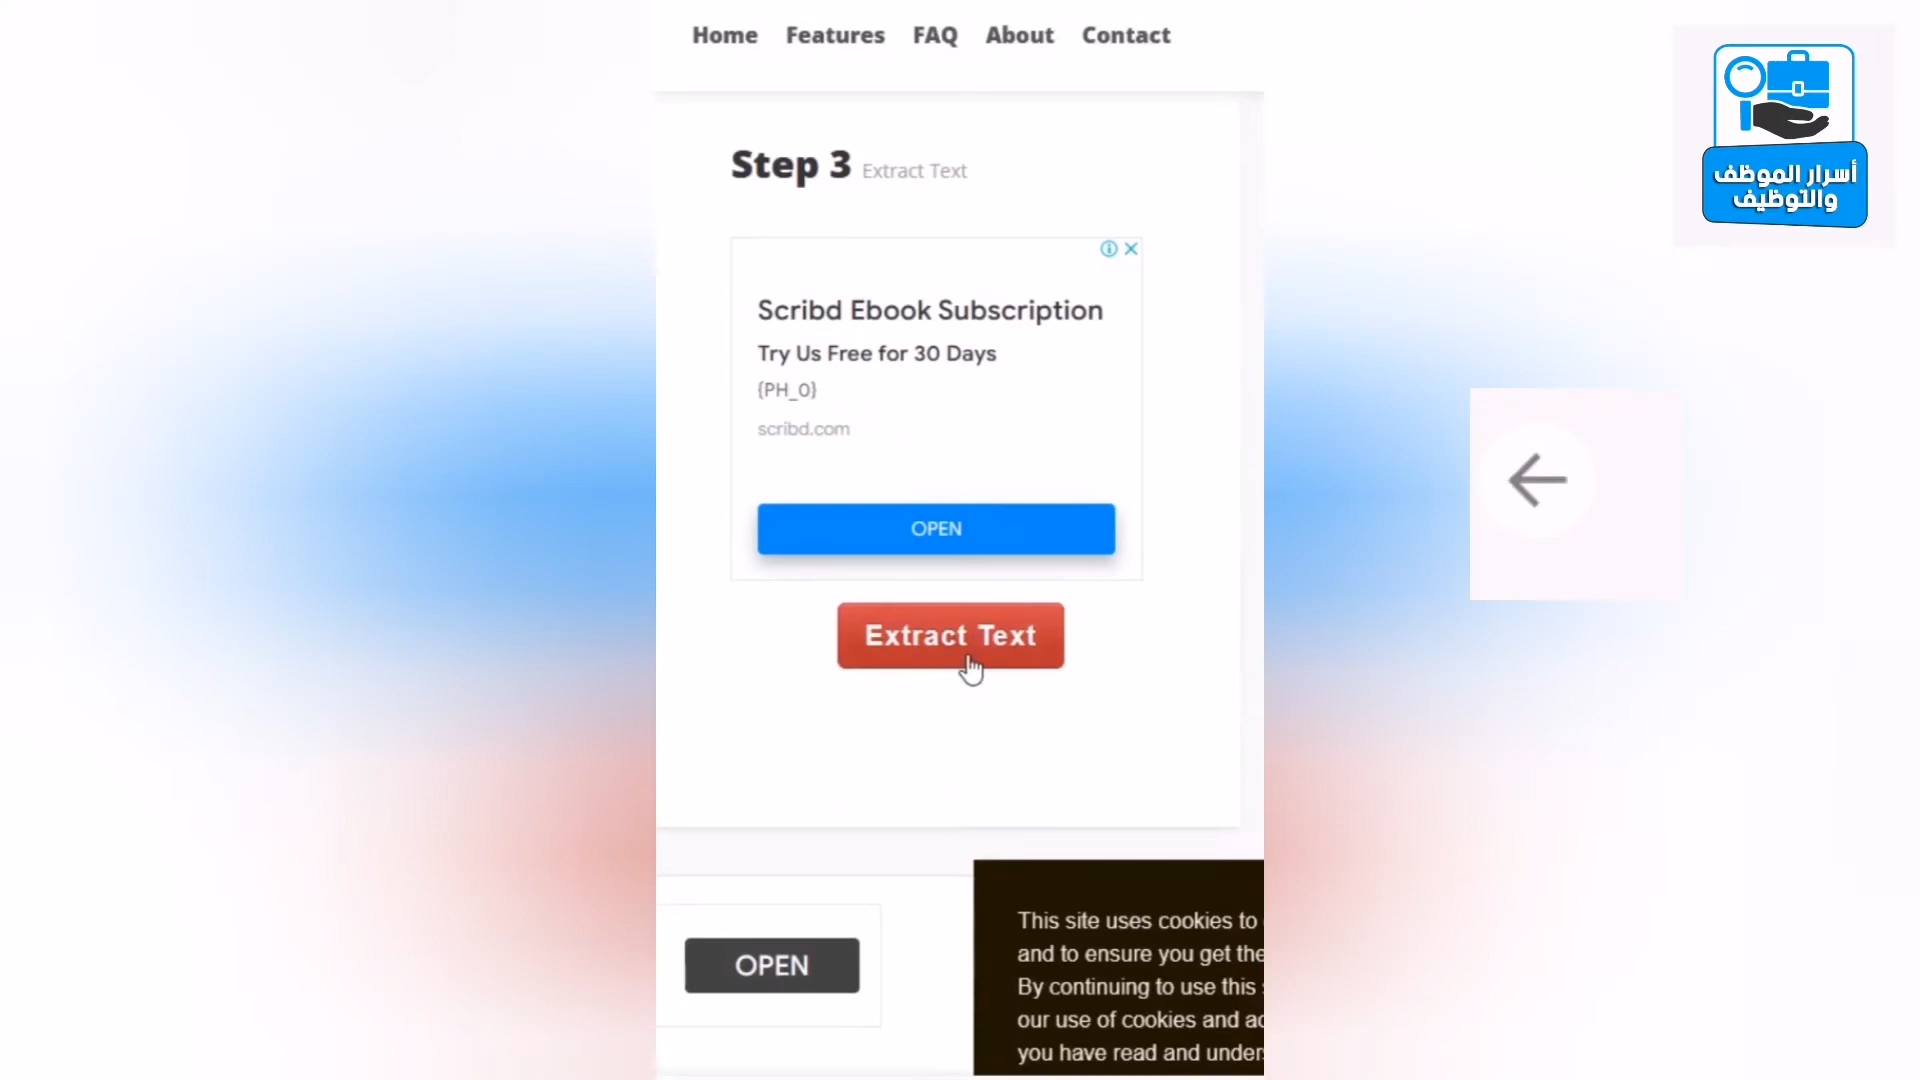 Home Features FAQ About Contact
أسرار الموظف
والتوظيف
Step 3 Extract Text
Scribd Ebook Subscription
Try Us Free for 30 Days
{PH_0}
scribd.com
OPEN
Extract Text
OPEN
This site uses cookies to
and to ensure you get the
By continuing to use this
our use of cookies and
you have read and